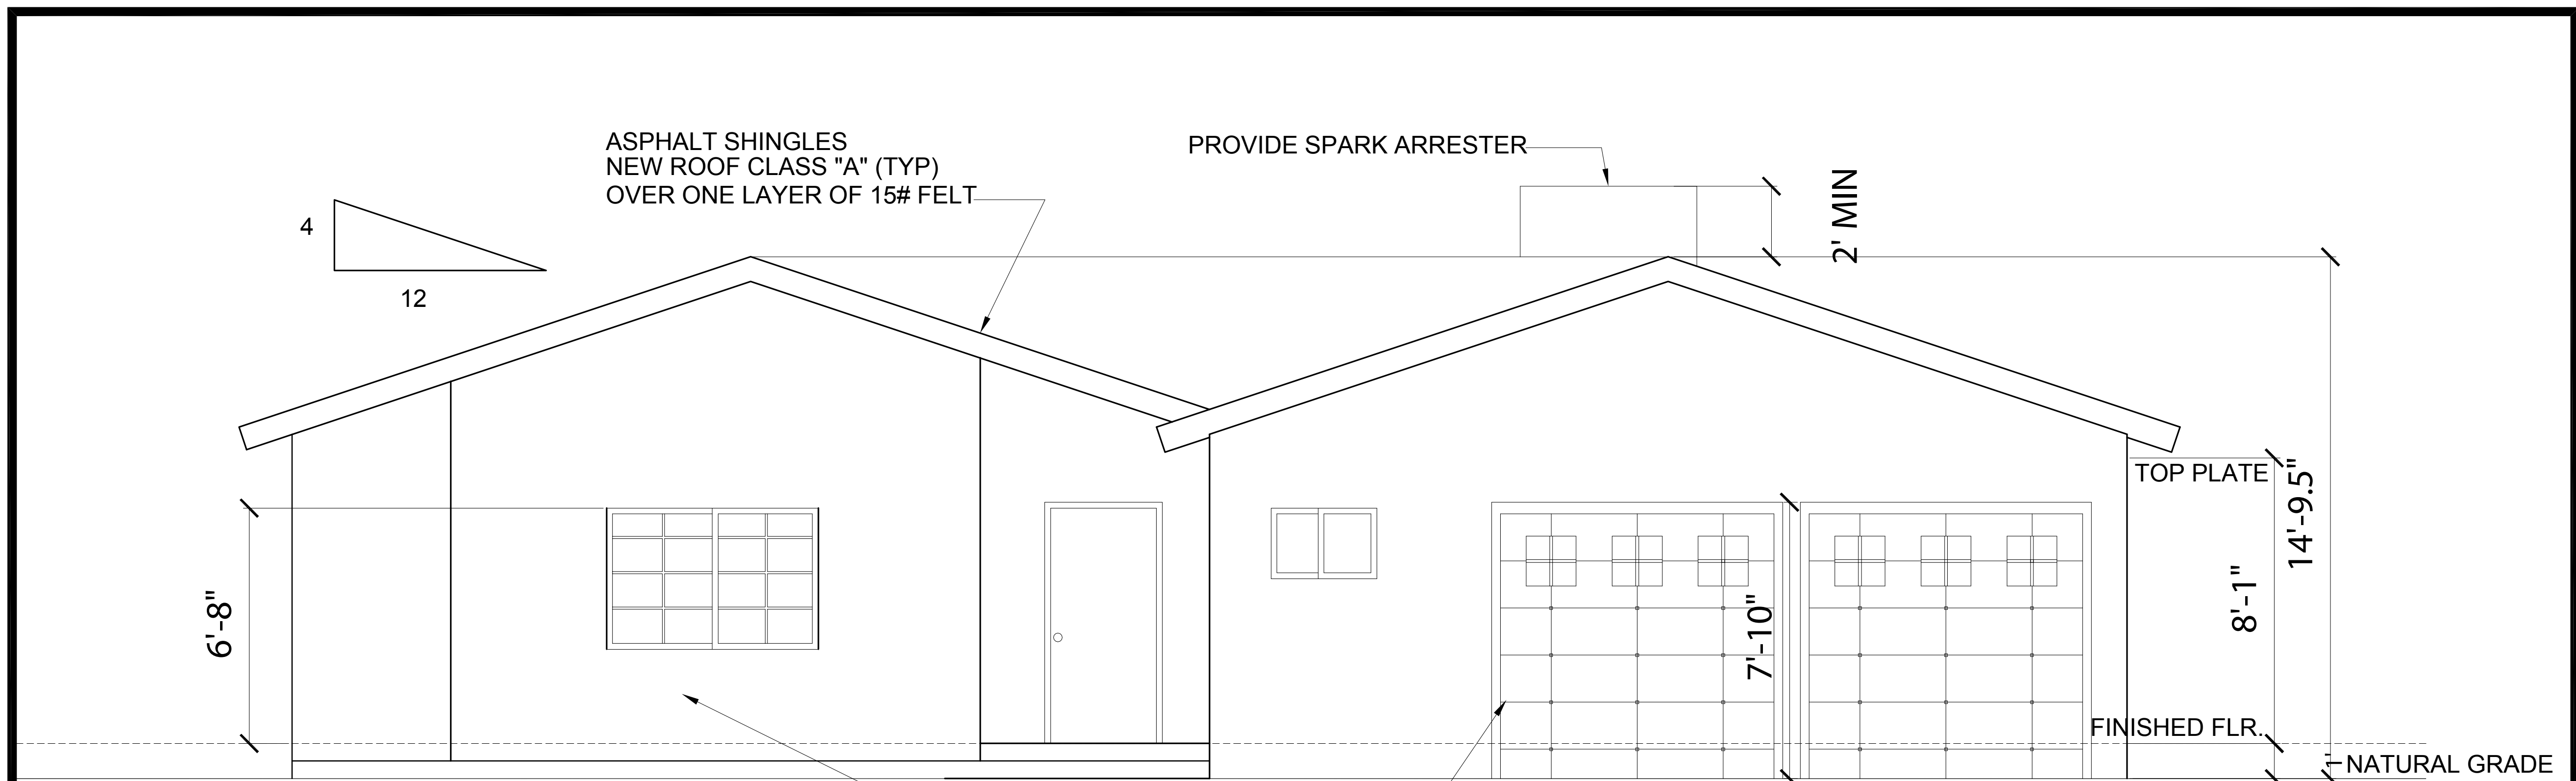 ASPHALT SHINGLES
NEW ROOF CLASS "A" (TYP)
OVER ONE LAYER OF 15# FELT
PROVIDE SPARK ARRESTER
2' MIN
4
12
TOP PLATE
14'-9.5"
8'-1"
6'-8"
7'-10"
FINISHED FLR.
1'
NATURAL GRADE